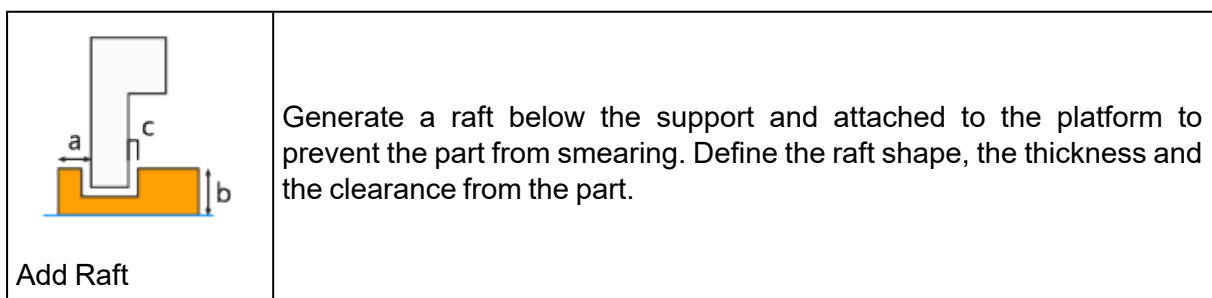 a
c
b
Add Raft
Generate a raft below the support and attached to the platform to
prevent the part from smearing. Define the raft shape, the thickness and
the clearance from the part.